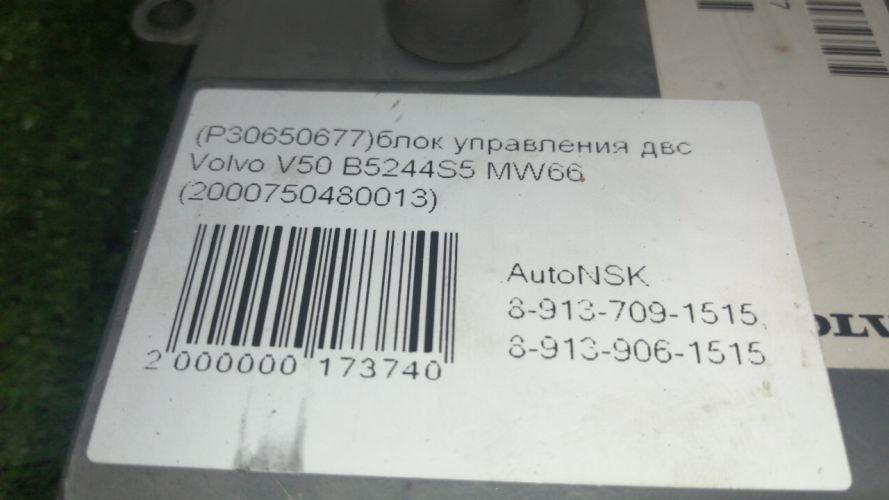 (P30650677)блок управления двс
Volvo V50 B5244S5 MW66
(2000750480013)
AutoNSK
8-913-709-1515,
8-913-906-1515
2 000000 173740